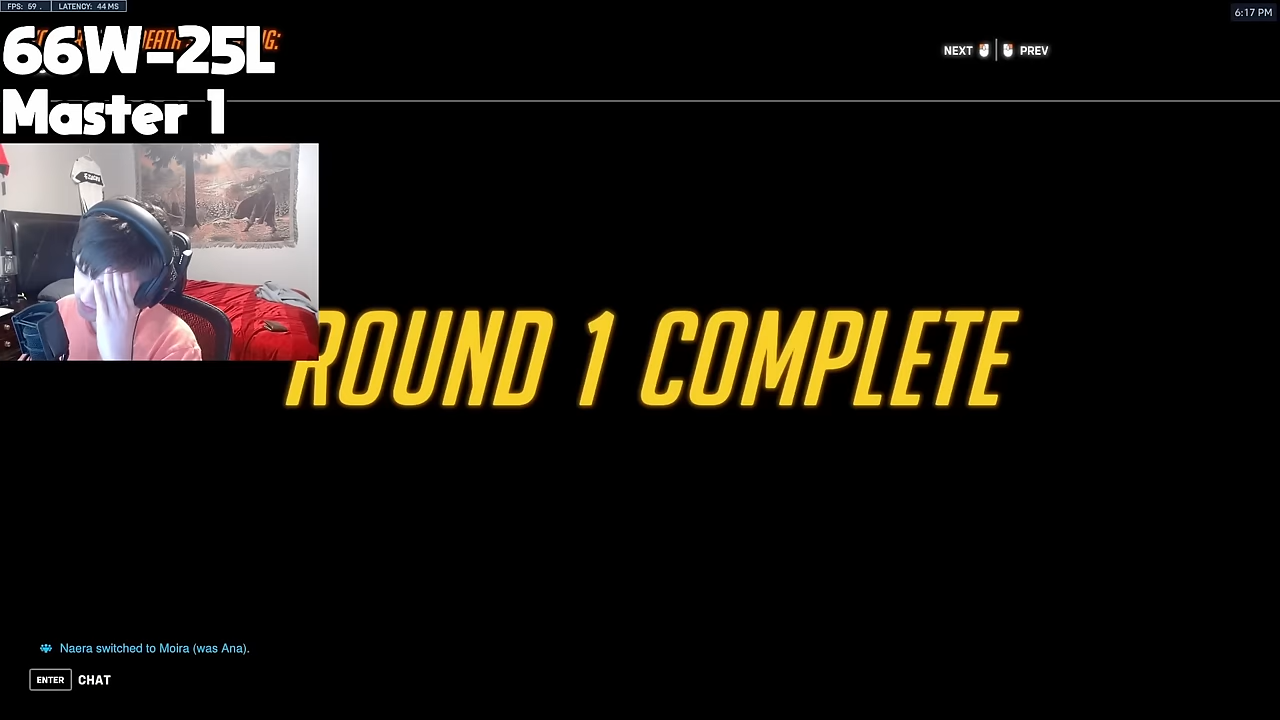 FPS: 59 .
LATENCY: 44 MS
6:17 PM
66W-25L
Master 1
NEXT
PREV
ROUND 1 COMPLETE
Naera switched to Moira (was Ana).
ENTER CHAT